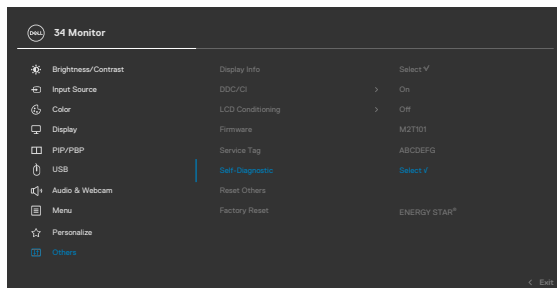 DELL 34 Monitor
Brightness/Contrast Display Info Select ✓
Input Source DDC/CI > On
Color LCD Conditioning > Off
Display Firmware M2T101
PIP/PBP Service Tag ABCDEFG
USB Self-Diagnostic Select ✓
Audio & Webcam Reset Others
Menu Factory Reset ENERGY STAR®
Personalize
Others
< Exit